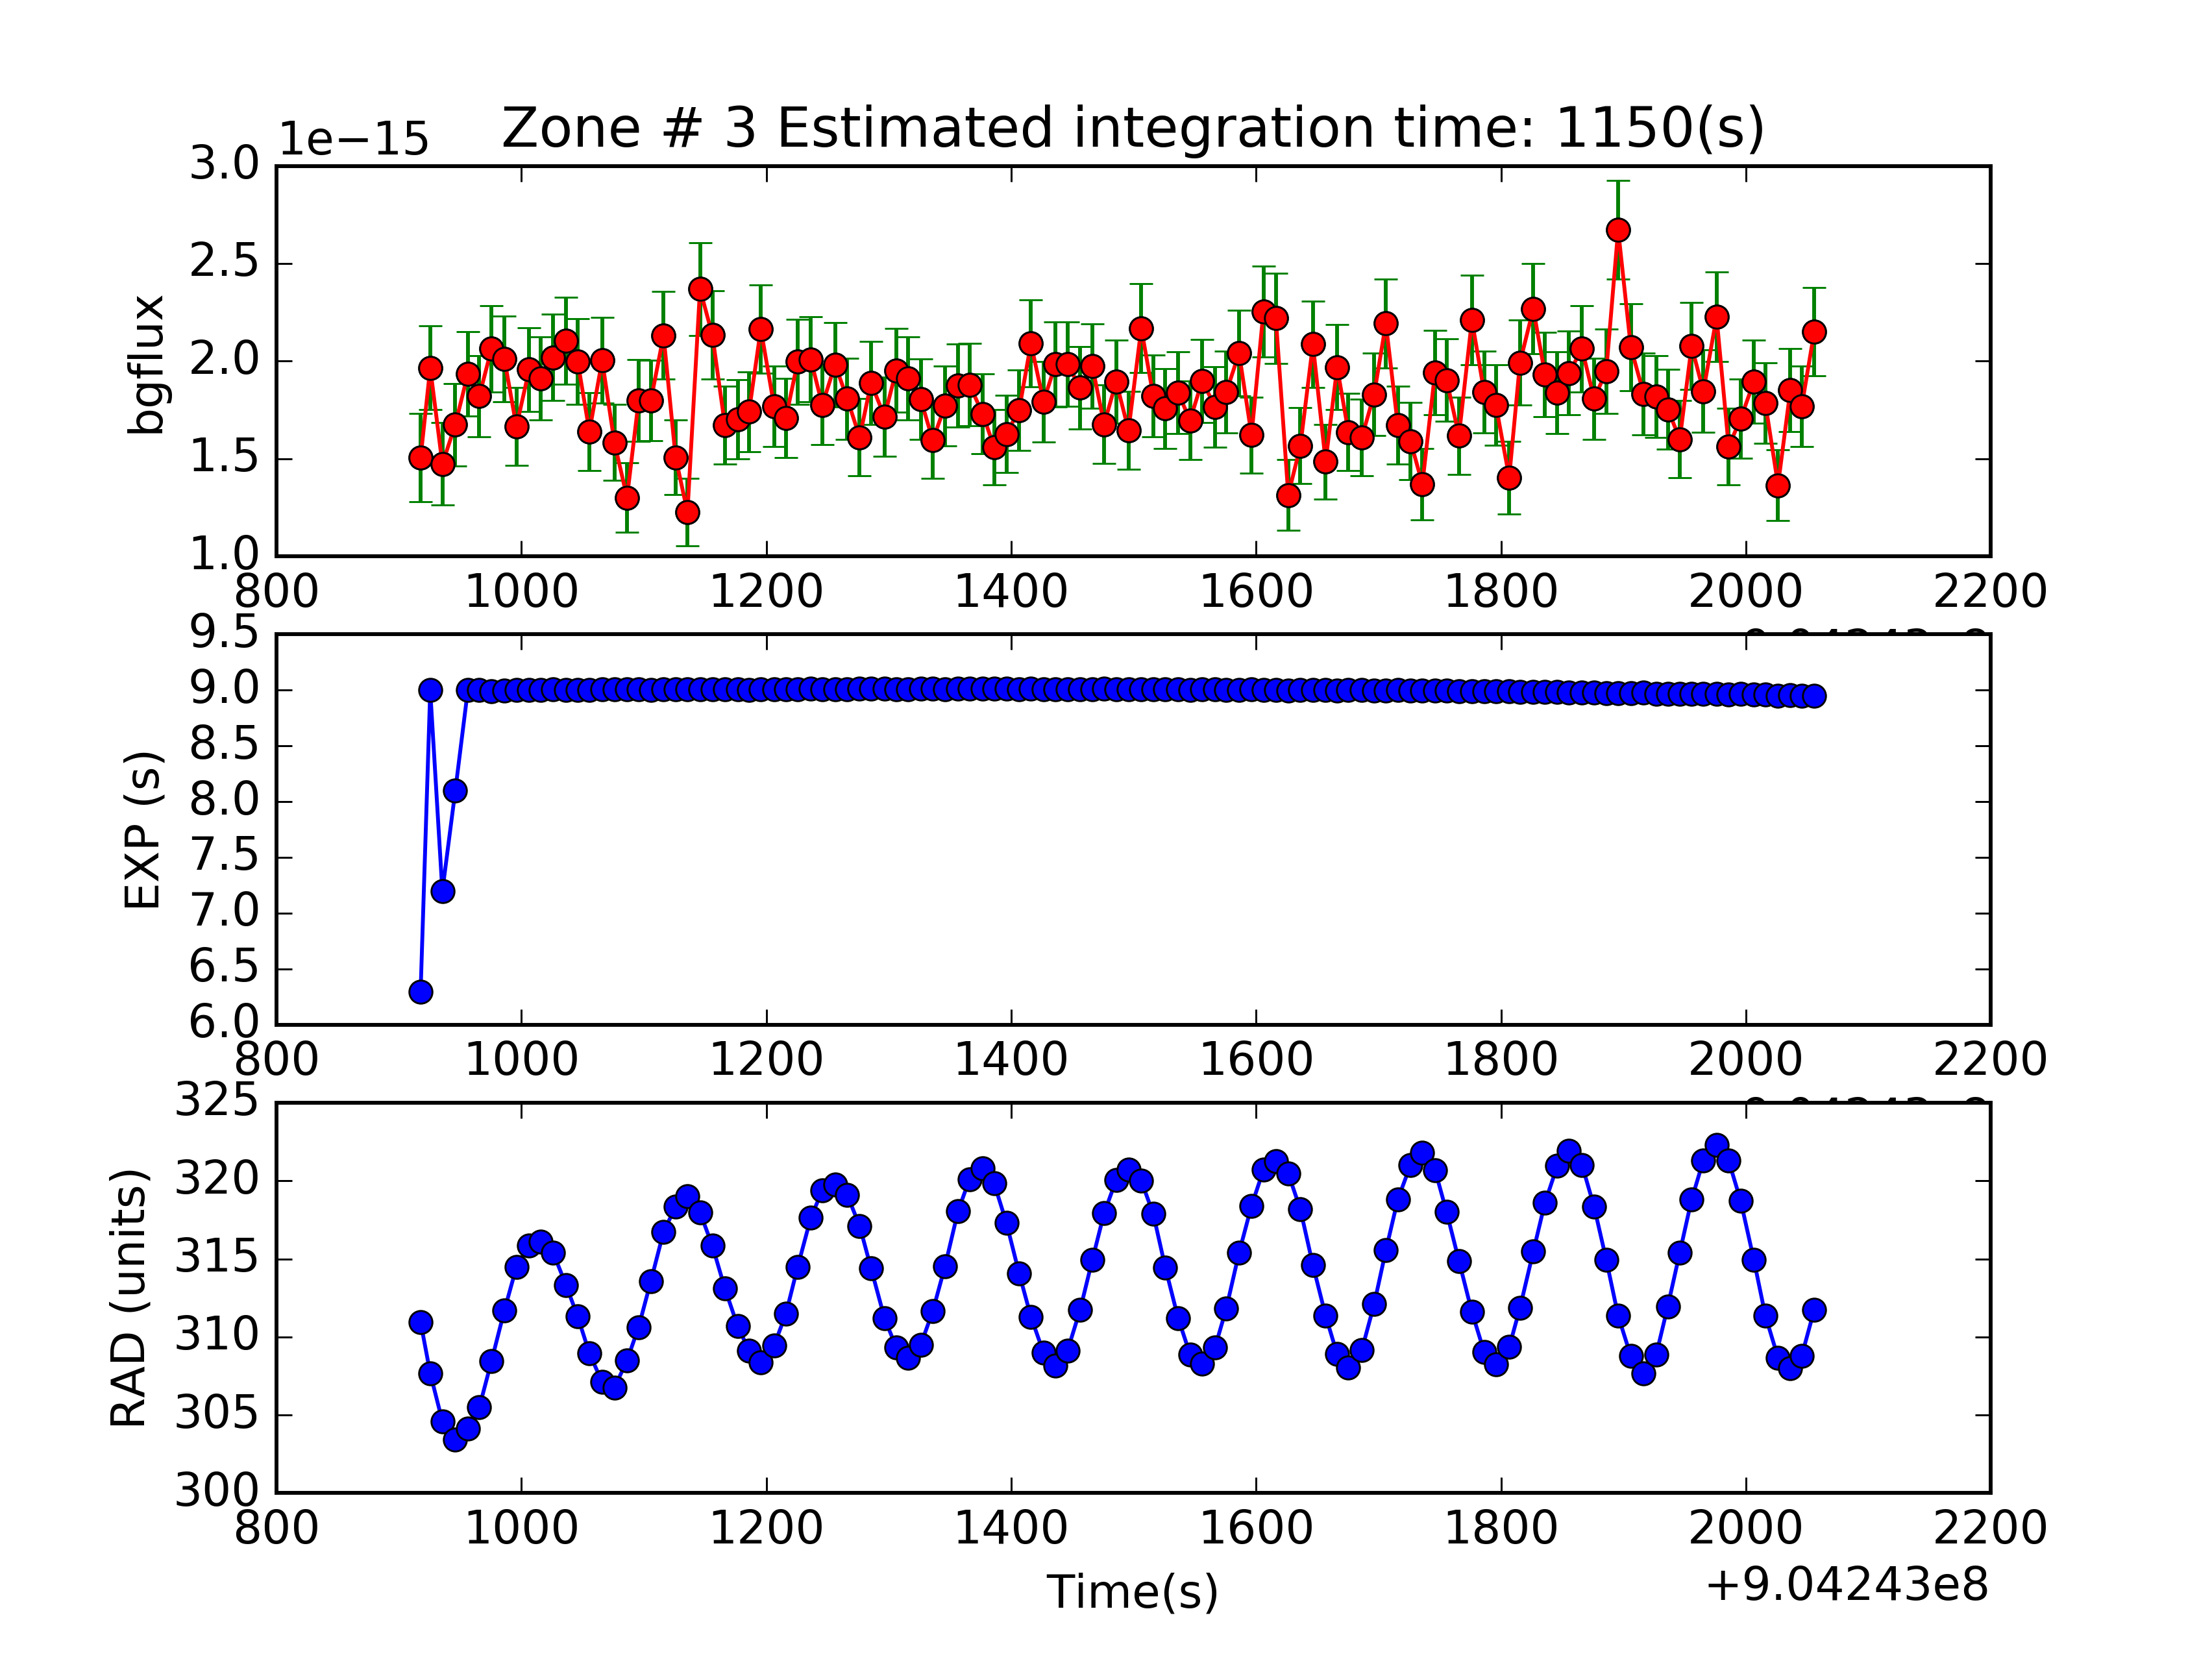 1e−15
Zone # 3 Estimated integration time: 1150(s)
3.0
2.5
2.0
1.5
1.0
bgflux
800 1000 1200 1400 1600 1800 2000 2200
9.5
9.0
8.5
8.0
7.5
7.0
6.5
6.0
EXP (s)
800 1000 1200 1400 1600 1800 2000 2200
325
320
315
310
305
300
RAD (units)
800 1000 1200 1400 1600 1800 2000 2200
Time(s)
+9.04243e8